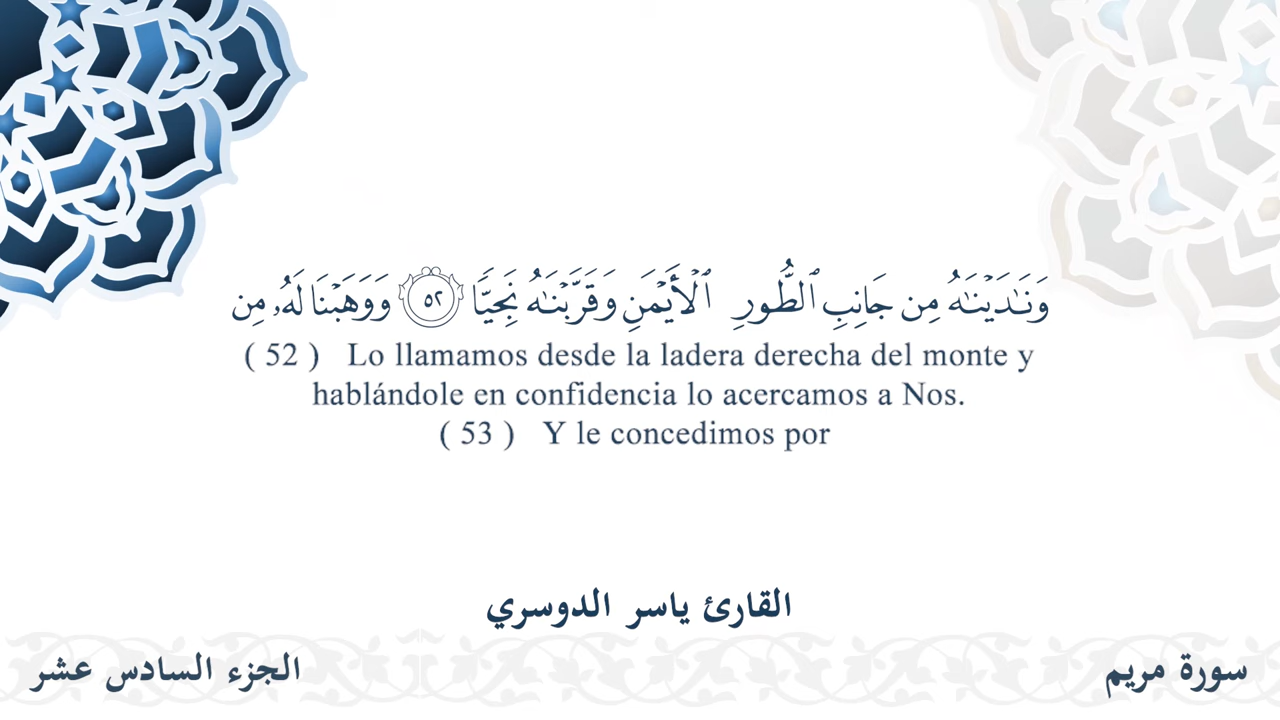 وَنَـٰدَيْنَـٰهُ مِن جَانِبِ ٱلطُّورِ ٱلْأَيْمَنِ وَقَرَّبْنَـٰهُ نَجِيًّا ٥٢ وَوَهَبْنَا لَهُۥ مِن
( 52 ) Lo llamamos desde la ladera derecha del monte y
hablándole en confidencia lo acercamos a Nos.
( 53 ) Y le concedimos por
القارئ ياسر الدوسري
سورة مريم
الجزء السادس عشر